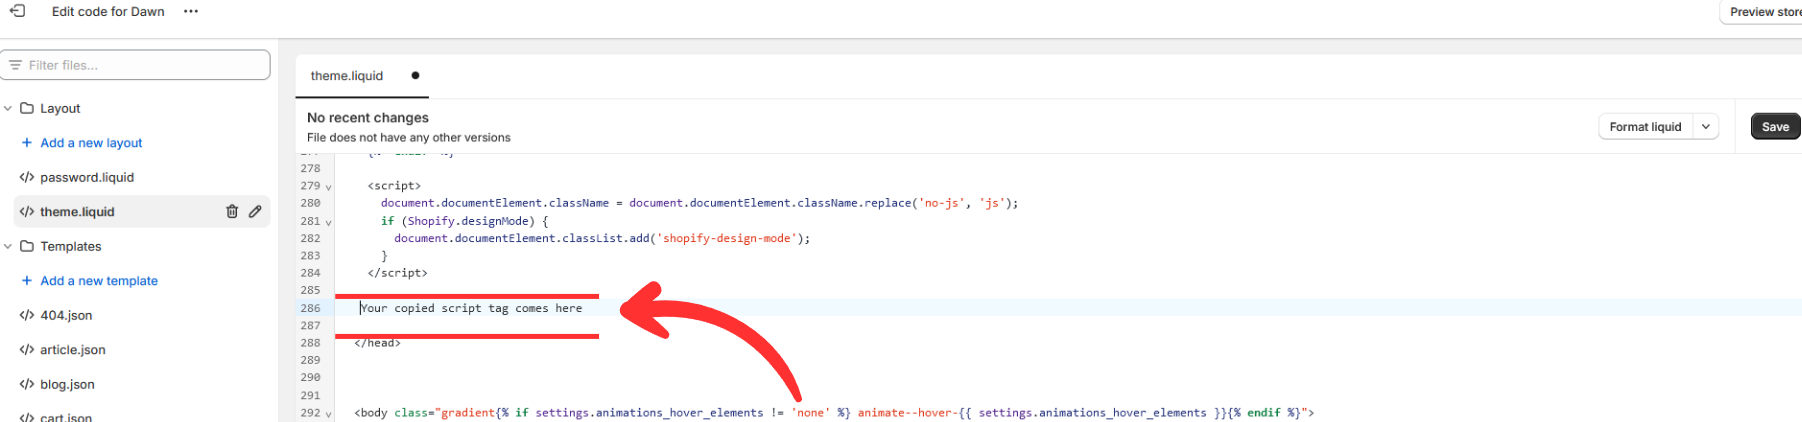 Edit code for Dawn ...
Preview store
Filter files...
Layout
+ Add a new layout
</> password.liquid
</> theme.liquid
Templates
+ Add a new template
</> 404.json
</> article.json
</> blog.json
</> cart.json
theme.liquid ●
No recent changes
File does not have any other versions
Format liquid
Save
278
279 <script>
280 document.documentElement.className = document.documentElement.className.replace('no-js', 'js');
281 if (Shopify.designMode) {
282 document.documentElement.classList.add('shopify-design-mode');
283 }
284 </script>
285
286 Your copied script tag comes here
287
288 </head>
289
290
291
292 <body class="gradient{% if settings.animations_hover_elements != 'none' %} animate--hover-{{ settings.animations_hover_elements }}{% endif %}">